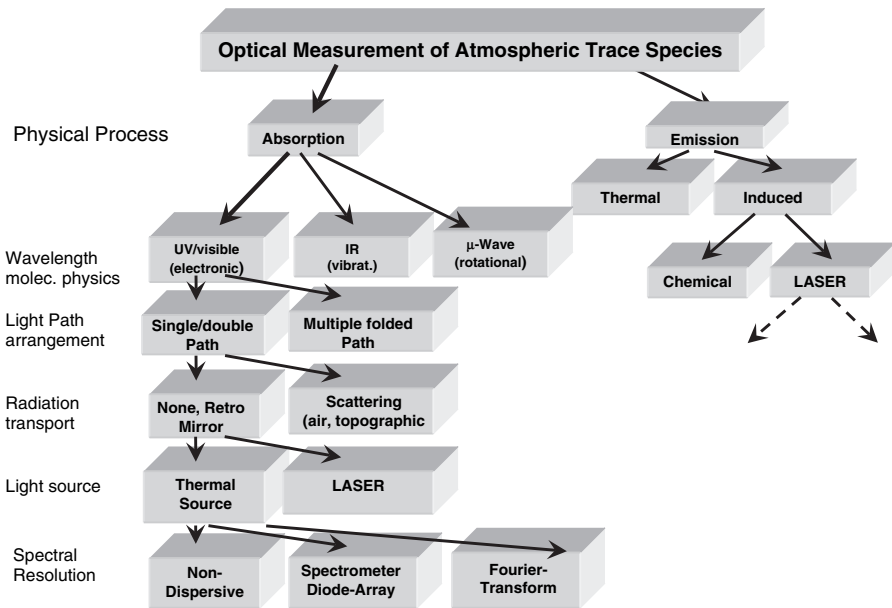 Optical Measurement of Atmospheric Trace Species
Physical Process
Absorption
Emission
Thermal
Induced
Wavelength
molec. physics
UV/visible
(electronic)
IR
(vibrat.)
μ-Wave
(rotational)
Chemical
LASER
Light Path
arrangement
Single/double
Path
Multiple folded
Path
Radiation
transport
None, Retro
Mirror
Scattering
(air, topographic
Light source
Thermal
Source
LASER
Spectral
Resolution
Non-
Dispersive
Spectrometer
Diode-Array
Fourier-
Transform